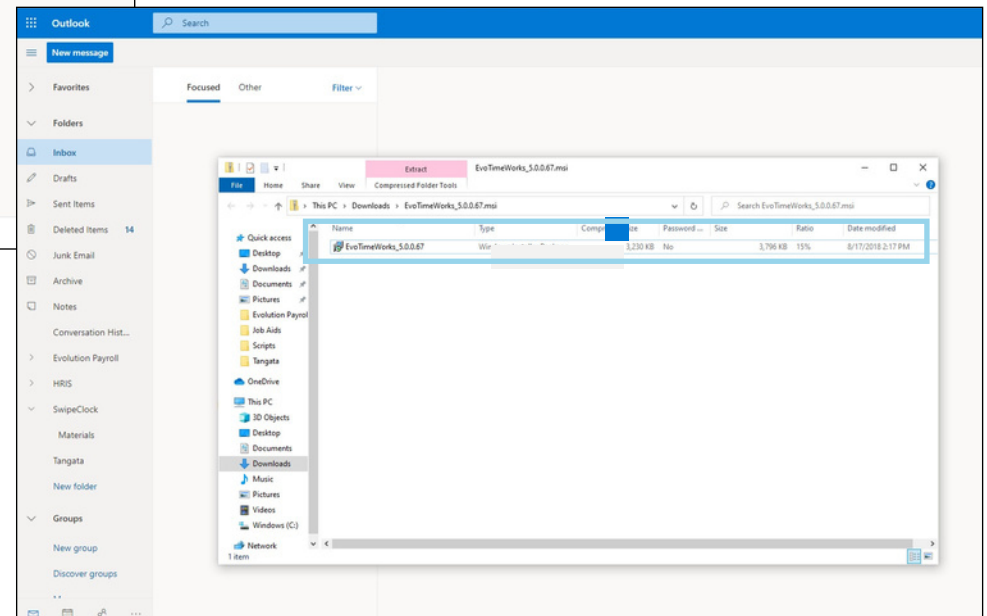 Outlook
Search
New message
Favorites
Folders
Inbox
Drafts
Sent Items
Deleted Items 14
Junk Email
Archive
Notes
Conversation Hist...
Evolution Payroll
HRIS
SwipeClock
Materials
Tangata
New folder
Groups
New group
Discover groups
Focused Other Filter
Extract EvoTimeWorks_5.0.0.67.msi
File Home Share View Compressed Folder Tools
This PC > Downloads > EvoTimeWorks_5.0.0.67.msi Search EvoTimeWorks_5.0.0.67.msi
Name Type Password ... Size Ratio Date modified
EvoTimeWorks_5.0.0.67 3,230 KB No 3,796 KB 15% 8/17/2018 2:17 PM
Quick access
Desktop
Downloads
Documents
Pictures
Evolution Payrol
Job Aids
Scripts
Tangata
OneDrive
This PC
3D Objects
Desktop
Documents
Downloads
Music
Pictures
Videos
Windows (C:)
Network
1 item